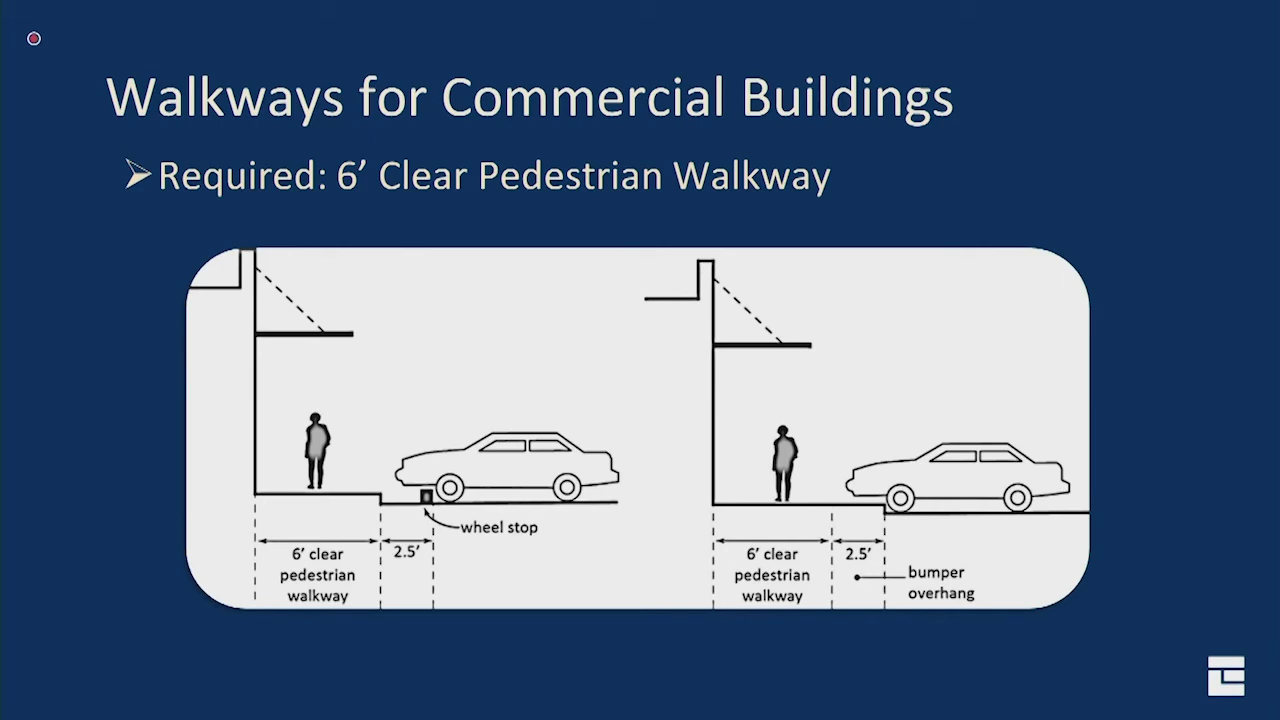 Walkways for Commercial Buildings
Required: 6’ Clear Pedestrian Walkway
wheel stop
6’ clear
pedestrian
walkway
2.5’
6’ clear
pedestrian
walkway
2.5’
bumper
overhang